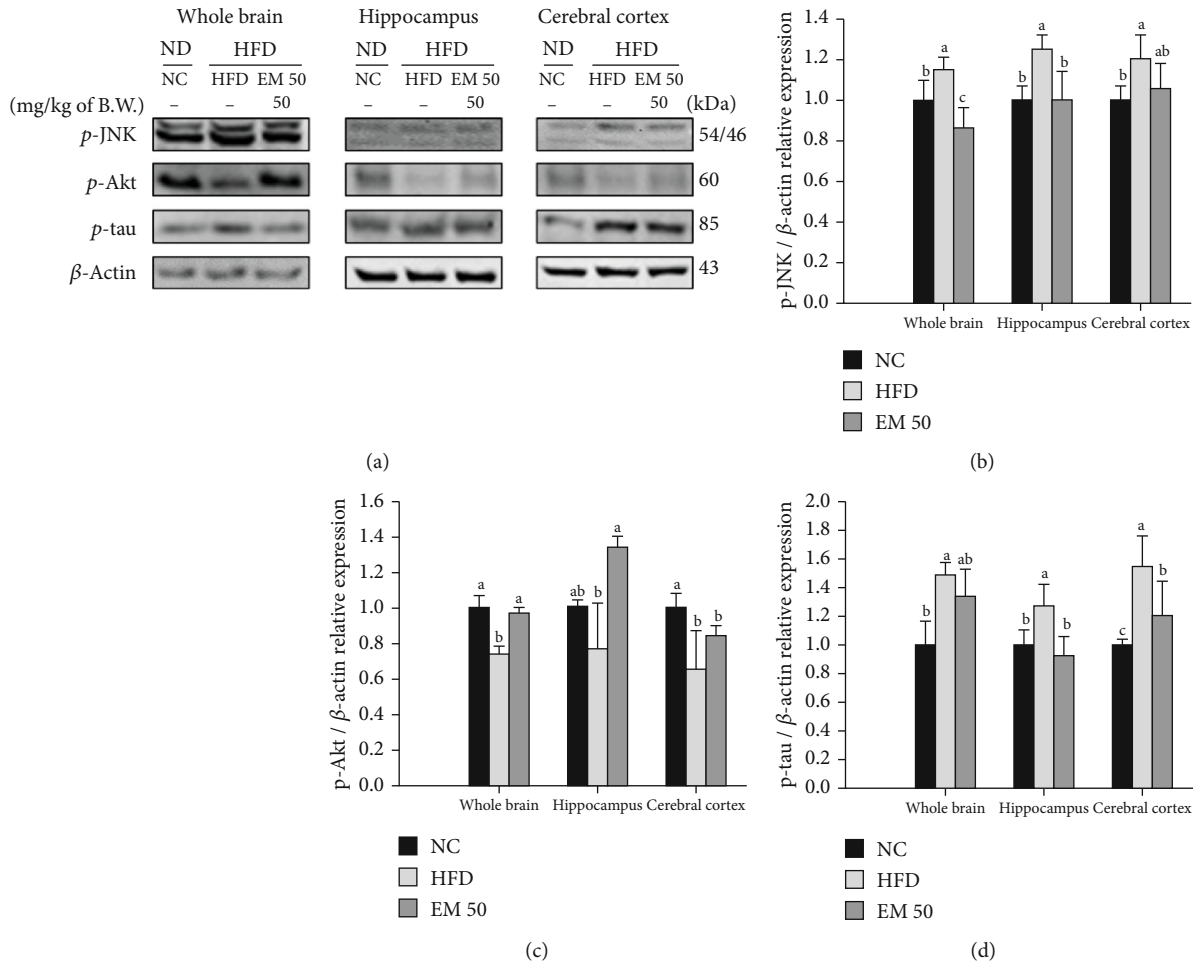 Whole brain Hippocampus Cerebral cortex
ND HFD ND HFD ND HFD
NC HFD EM 50 NC HFD EM 50 NC HFD EM 50
(mg/kg of B.W.) – – 50 – – 50 – – 50 (kDa)
p-JNK 54/46
p-Akt 60
p-tau 85
β-Actin 43
(a)
p-JNK / β-actin relative expression
1.4
1.2
1.0
0.8
0.6
0.4
0.2
0.0
b a c b a b b a ab
Whole brain Hippocampus Cerebral cortex
NC
HFD
EM 50
(b)
p-Akt / β-actin relative expression
1.6
1.4
1.2
1.0
0.8
0.6
0.4
0.2
0.0
a b a ab b a a b b
Whole brain Hippocampus Cerebral cortex
NC
HFD
EM 50
(c)
p-tau / β-actin relative expression
2.0
1.8
1.6
1.4
1.2
1.0
0.8
0.6
0.4
0.2
0.0
b a ab b a b c a b
Whole brain Hippocampus Cerebral cortex
NC
HFD
EM 50
(d)